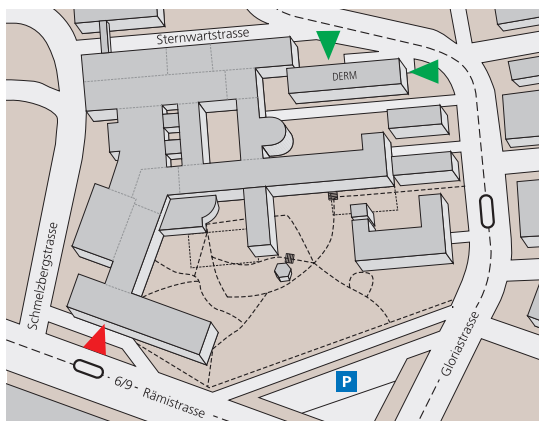 Sternwartstrasse
DERM
Schmelzbergstrasse
Gloriastrasse
6/9 Rämistrasse
P